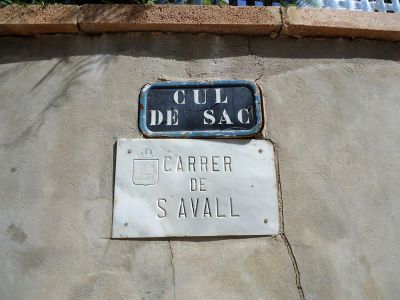 CUL
DE SAC
CARRER
DE
S'AVALL